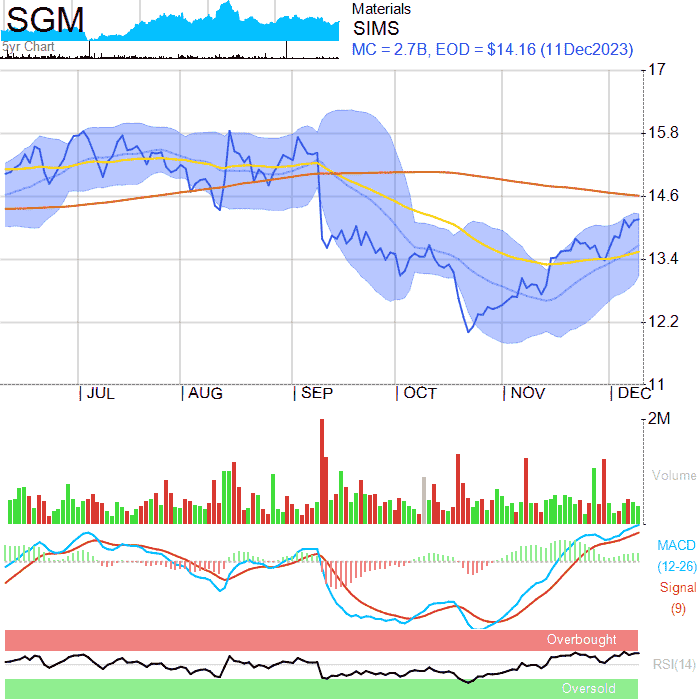 SGM
5yr Chart
Materials
SIMS
MC = 2.7B, EOD = $14.16 (11Dec2023)
17
15.8
14.6
13.4
12.2
11
JUL
AUG
SEP
OCT
NOV
DEC
2M
Volume
MACD
(12-26)
Signal
(9)
Overbought
RSI(14)
Oversold